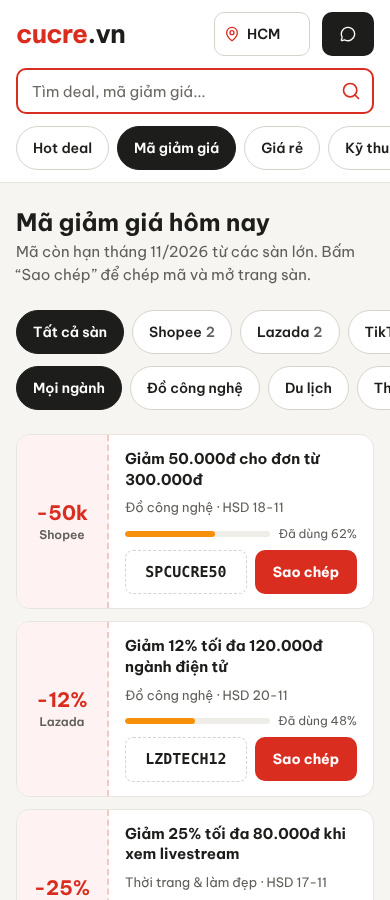 cucre.vn
HCM
Tìm deal, mã giảm giá...
Hot deal
Mã giảm giá
Giá rẻ
Kỹ thu
Mã giảm giá hôm nay
Mã còn hạn tháng 11/2026 từ các sàn lớn. Bấm
“Sao chép” để chép mã và mở trang sàn.
Tất cả sàn
Shopee 2
Lazada 2
TikT
Mọi ngành
Đồ công nghệ
Du lịch
Th
-50k
Shopee
Giảm 50.000đ cho đơn từ
300.000đ
Đồ công nghệ · HSD 18-11
Đã dùng 62%
SPCUCRE50
Sao chép
-12%
Lazada
Giảm 12% tối đa 120.000đ
ngành điện tử
Đồ công nghệ · HSD 20-11
Đã dùng 48%
LZDTECH12
Sao chép
-25%
Giảm 25% tối đa 80.000đ khi
xem livestream
Thời trang & làm đẹp · HSD 17-11